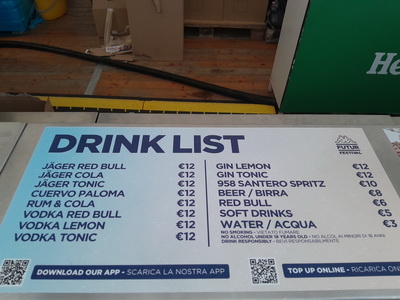 He
DRINK LIST
FUTUR
FESTIVAL
JÄGER RED BULL €12
JÄGER COLA €12
JÄGER TONIC €12
CUERVO PALOMA €12
RUM & COLA €12
VODKA RED BULL €12
VODKA LEMON €12
VODKA TONIC €12
GIN LEMON €12
GIN TONIC €12
958 SANTERO SPRITZ €10
BEER / BIRRA €8
RED BULL €6
SOFT DRINKS €5
WATER / ACQUA €3
NO SMOKING - VIETATO FUMARE
NO ALCOHOL UNDER 18 YEARS OLD - NO ALCOL AI MINORI DI 18 ANNI
DRINK RESPONSIBLY - BEVI RESPONSABILMENTE
DOWNLOAD OUR APP - SCARICA LA NOSTRA APP
TOP UP ONLINE - RICARICA ON